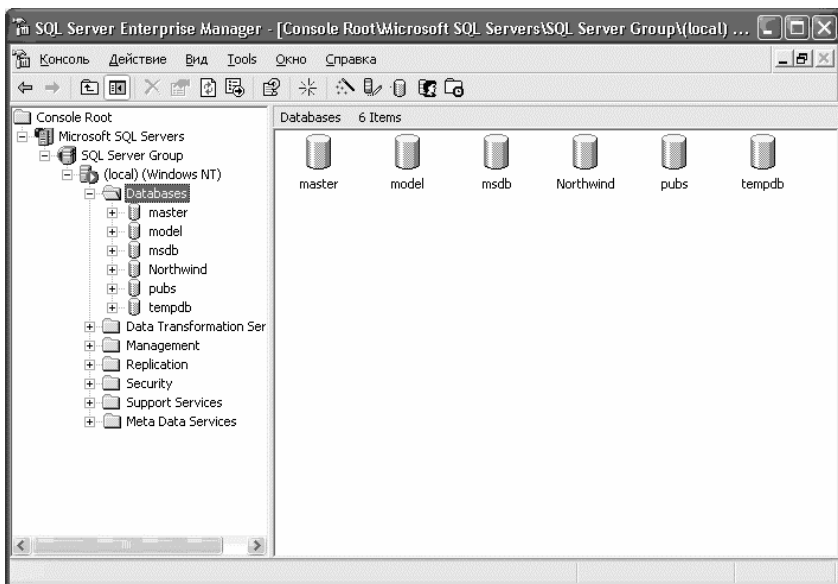 SQL Server Enterprise Manager - [Console Root\Microsoft SQL Servers\SQL Server Group\(local) ...
Консоль Действие Вид Tools Окно Справка
Console Root
Microsoft SQL Servers
SQL Server Group
(local) (Windows NT)
Databases
master
model
msdb
Northwind
pubs
tempdb
Data Transformation Ser
Management
Replication
Security
Support Services
Meta Data Services
Databases 6 Items
master model msdb Northwind pubs tempdb